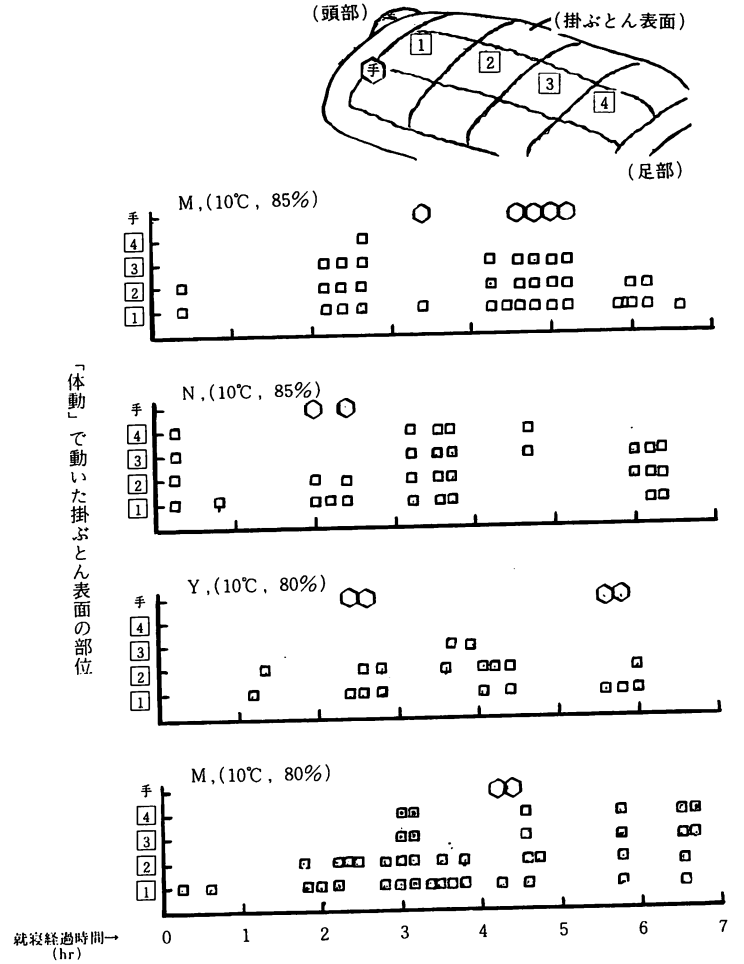 (頭部)
(掛ぶとん表面)
1
手
2
3
4
(足部)
M,(10℃, 85%)
手
4
3
2
1
N,(10℃, 85%)
手
4
3
2
1
「体動」で動いた掛ぶとん表面の部位
Y,(10℃, 80%)
手
4
3
2
1
M,(10℃, 80%)
手
4
3
2
1
就寝経過時間→ 0 1 2 3 4 5 6 7
(hr)